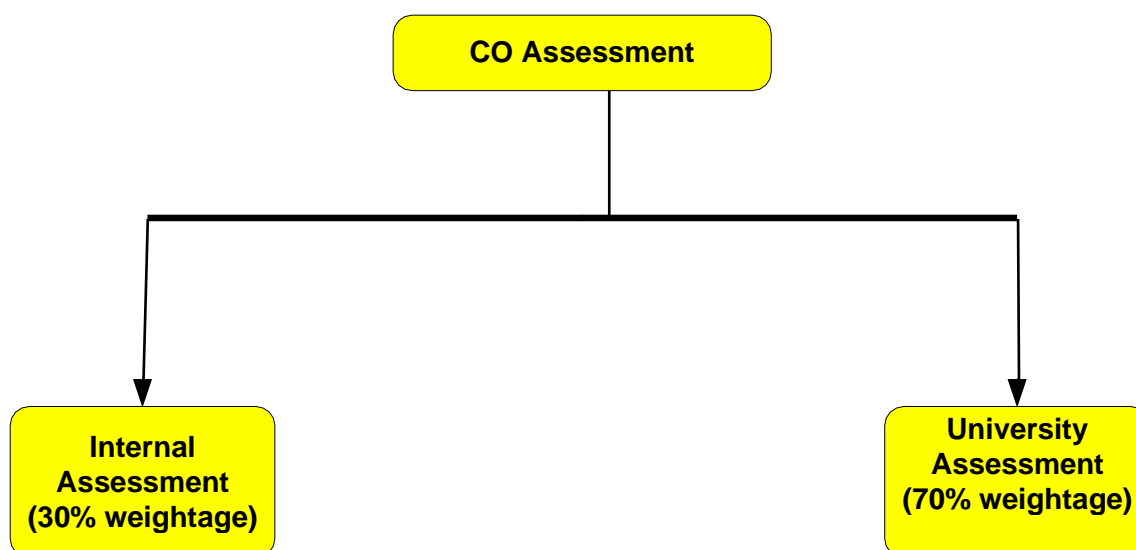 CO Assessment
Internal
Assessment
(30% weightage)
University
Assessment
(70% weightage)